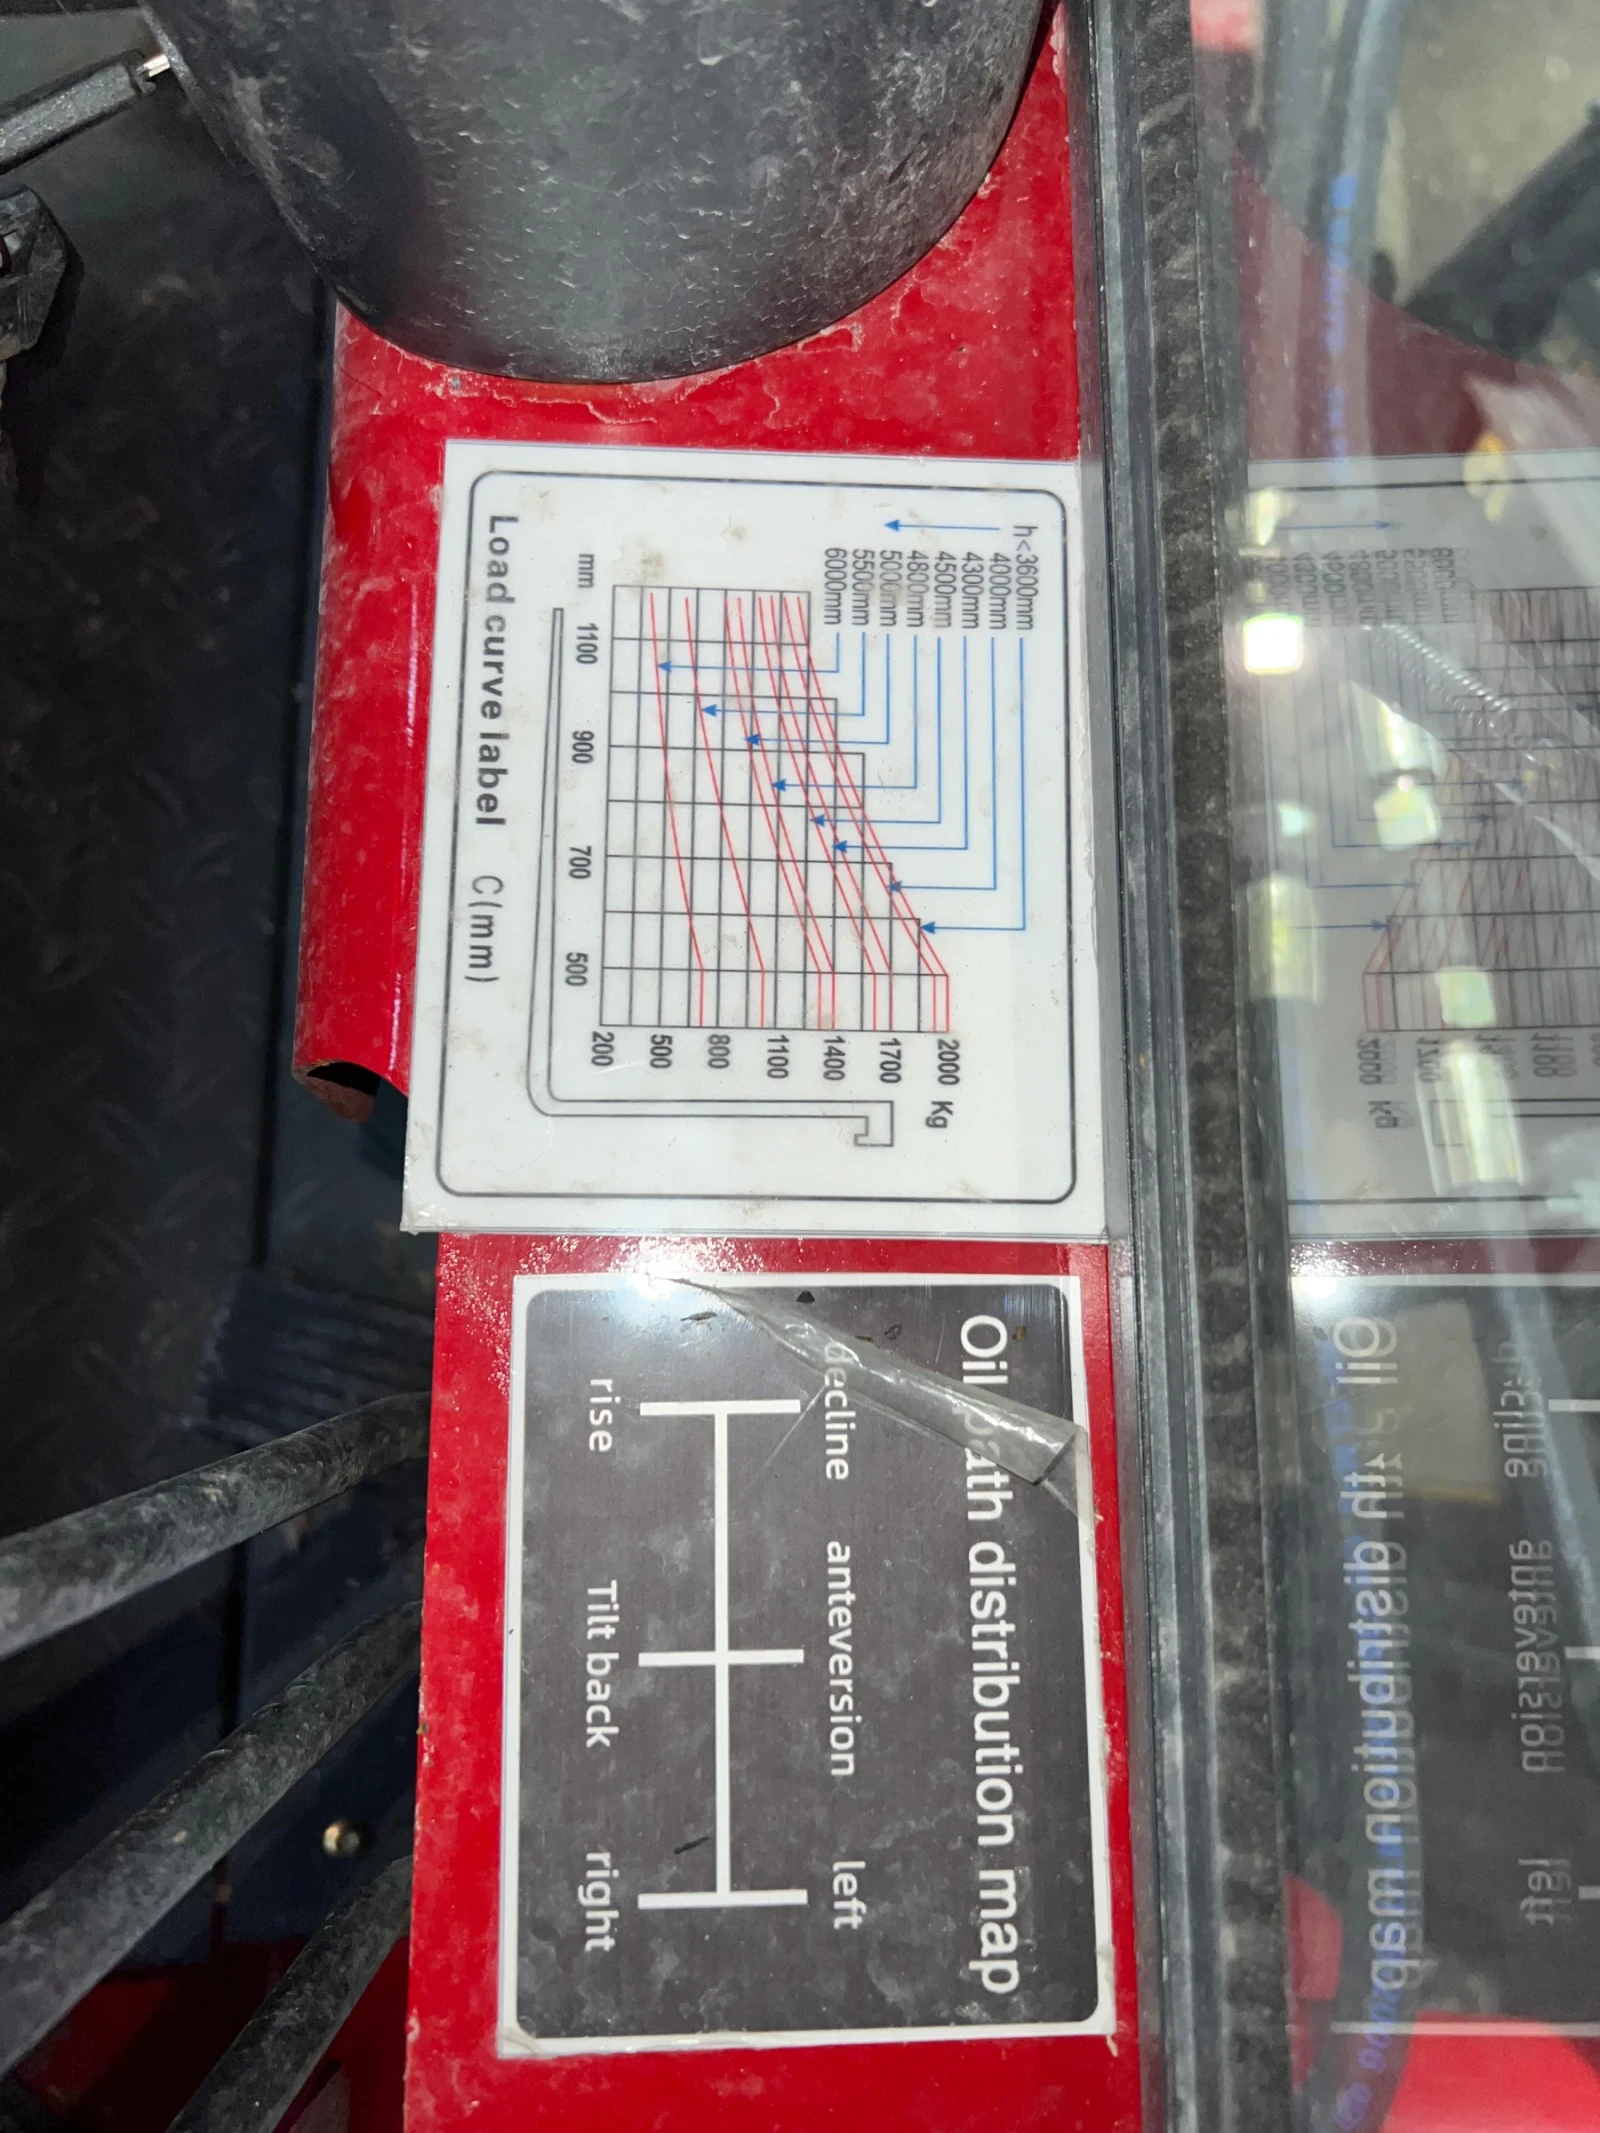 h<3600mm
4000mm
4300mm
4500mm
4800mm
5000mm
5500mm
6000mm
2000 Kg
1700
1400
1100
800
500
200
mm 1100 900 700 500
Load curve label C(mm)
Oil path distribution map
decline anteversion left
rise Tilt back right